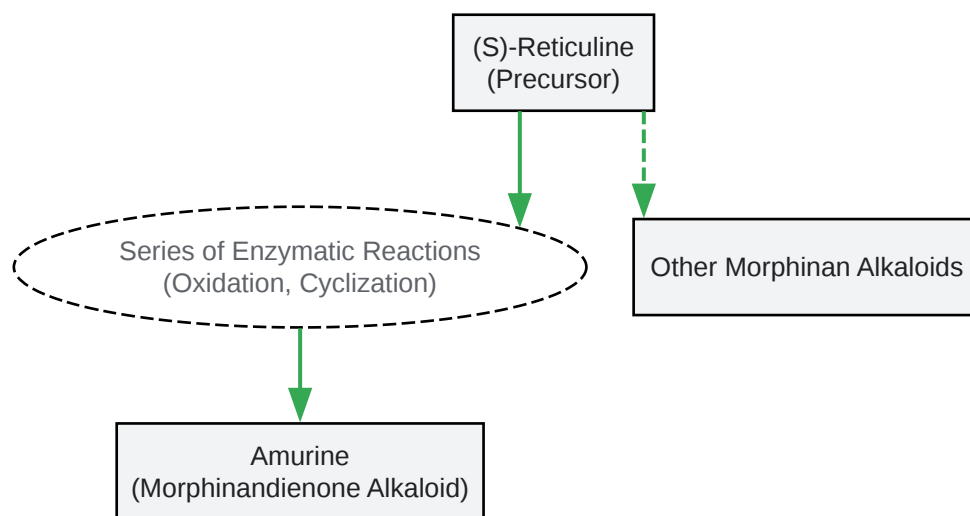 (S)-Reticuline
(Precursor)
Series of Enzymatic Reactions
(Oxidation, Cyclization)
Other Morphinan Alkaloids
Amurine
(Morphinandienone Alkaloid)